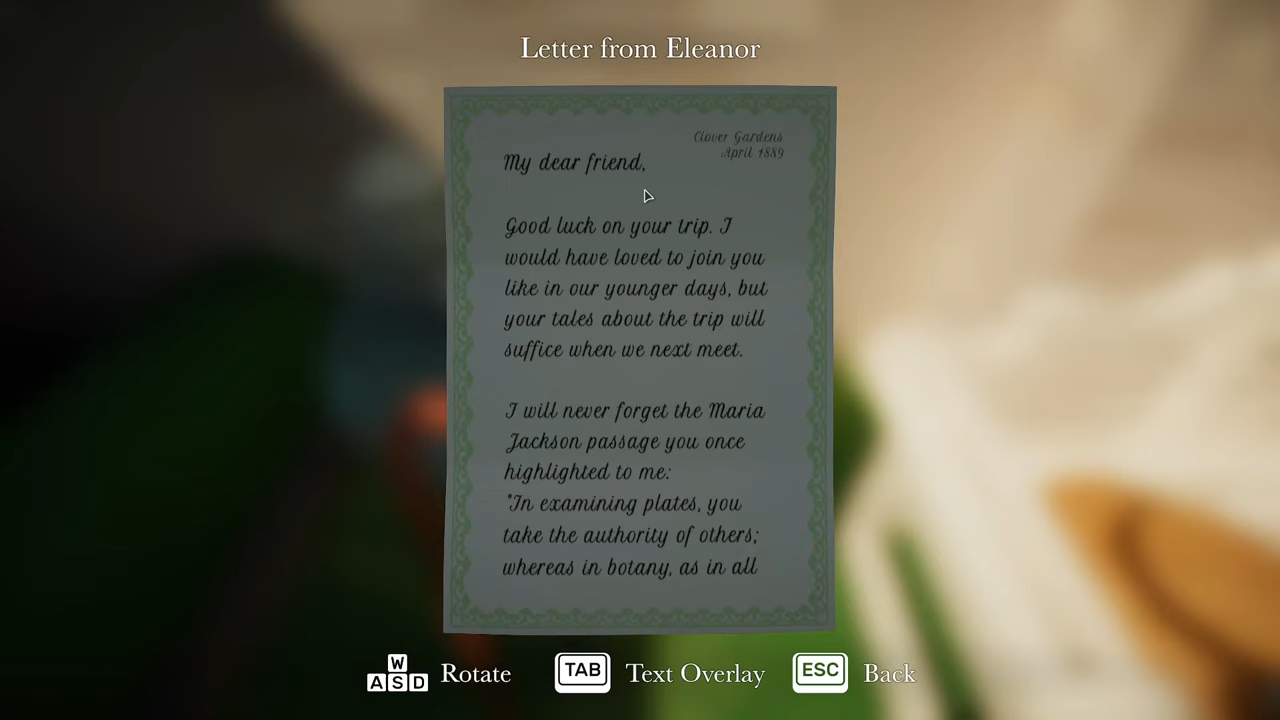 Letter from Eleanor
Clover Gardens
April 1889
My dear friend,
Good luck on your trip. I
would have loved to join you
like in our younger days, but
your tales about the trip will
suffice when we next meet.
I will never forget the Maria
Jackson passage you once
highlighted to me:
"In examining plates, you
take the authority of others;
whereas in botany, as in all
W
A S D Rotate
TAB Text Overlay
ESC Back